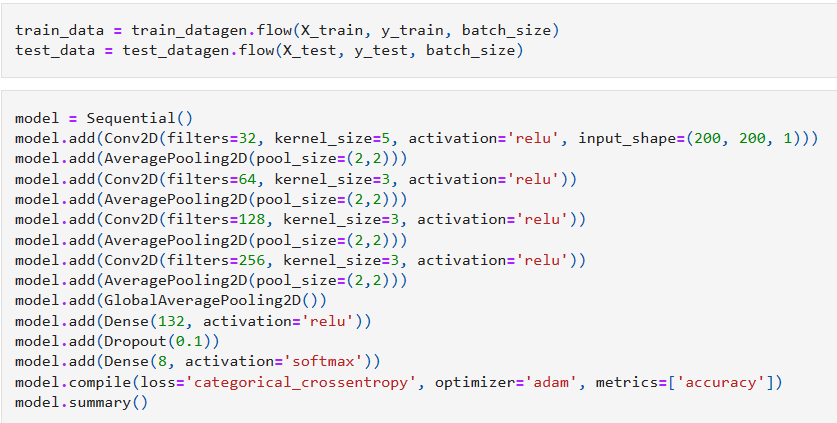 train_data = train_datagen.flow(X_train, y_train, batch_size)
test_data = test_datagen.flow(X_test, y_test, batch_size)
model = Sequential()
model.add(Conv2D(filters=32, kernel_size=5, activation='relu', input_shape=(200, 200, 1)))
model.add(AveragePooling2D(pool_size=(2,2)))
model.add(Conv2D(filters=64, kernel_size=3, activation='relu'))
model.add(AveragePooling2D(pool_size=(2,2)))
model.add(Conv2D(filters=128, kernel_size=3, activation='relu'))
model.add(AveragePooling2D(pool_size=(2,2)))
model.add(Conv2D(filters=256, kernel_size=3, activation='relu'))
model.add(AveragePooling2D(pool_size=(2,2)))
model.add(GlobalAveragePooling2D())
model.add(Dense(132, activation='relu'))
model.add(Dropout(0.1))
model.add(Dense(8, activation='softmax'))
model.compile(loss='categorical_crossentropy', optimizer='adam', metrics=['accuracy'])
model.summary()